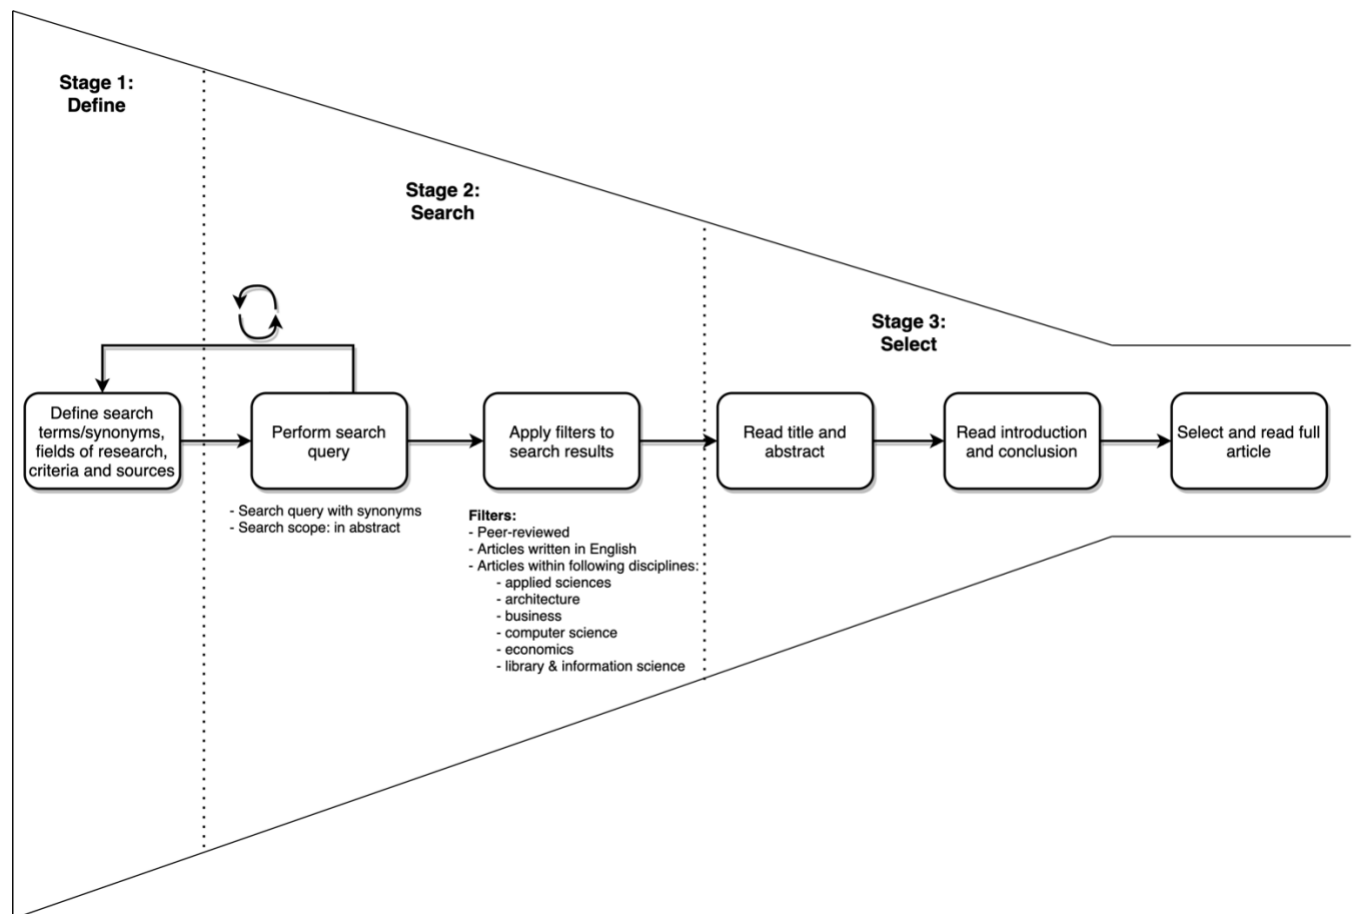 Stage 1:
Define
Stage 2:
Search
Stage 3:
Select
Define search
terms/synonyms,
fields of research,
criteria and sources
Perform search
query
Apply filters to
search results
Read title and
abstract
Read introduction
and conclusion
Select and read full
article
- Search query with synonyms
- Search scope: in abstract
Filters:
- Peer-reviewed
- Articles written in English
- Articles within following disciplines:
- applied sciences
- architecture
- business
- computer science
- economics
- library & information science